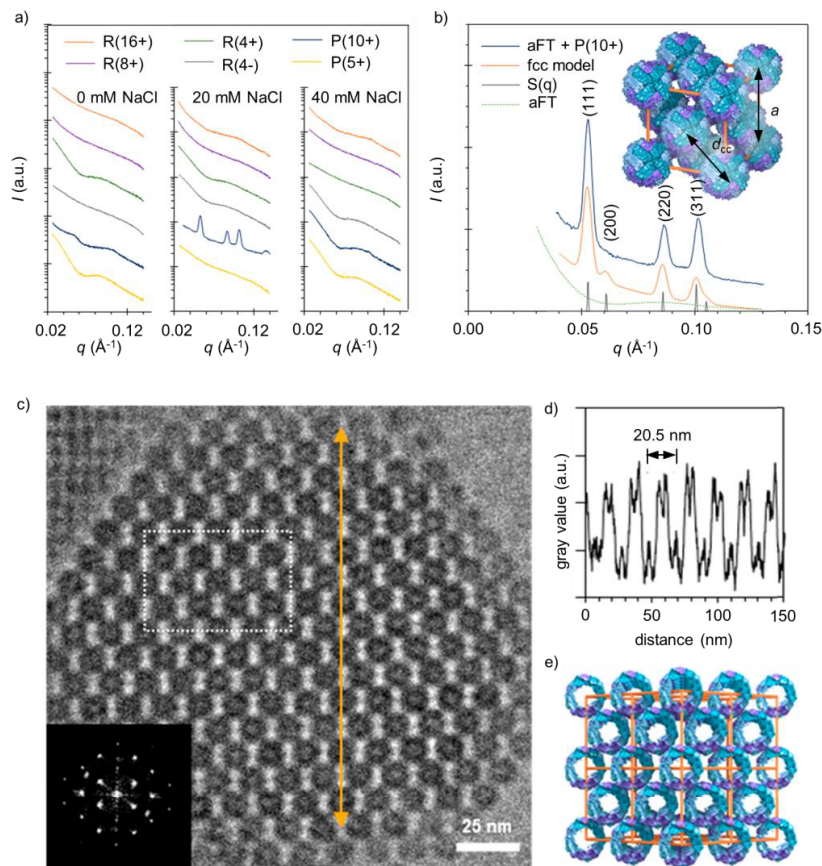 a)
R(16+)
R(8+)
R(4+)
R(4-)
P(10+)
P(5+)
0 mM NaCl
20 mM NaCl
40 mM NaCl
I (a.u.)
0.02 0.12
0.02 0.12
0.02 0.12
q (Å⁻¹)
q (Å⁻¹)
q (Å⁻¹)
b)
aFT + P(10+)
fcc model
S(q)
aFT
(111)
(200)
(220)
(311)
a
dcc
I (a.u.)
0.00 0.05 0.10 0.15
q (Å⁻¹)
c)
25 nm
d)
20.5 nm
gray value (a.u.)
0 50 100 150
distance (nm)
e)